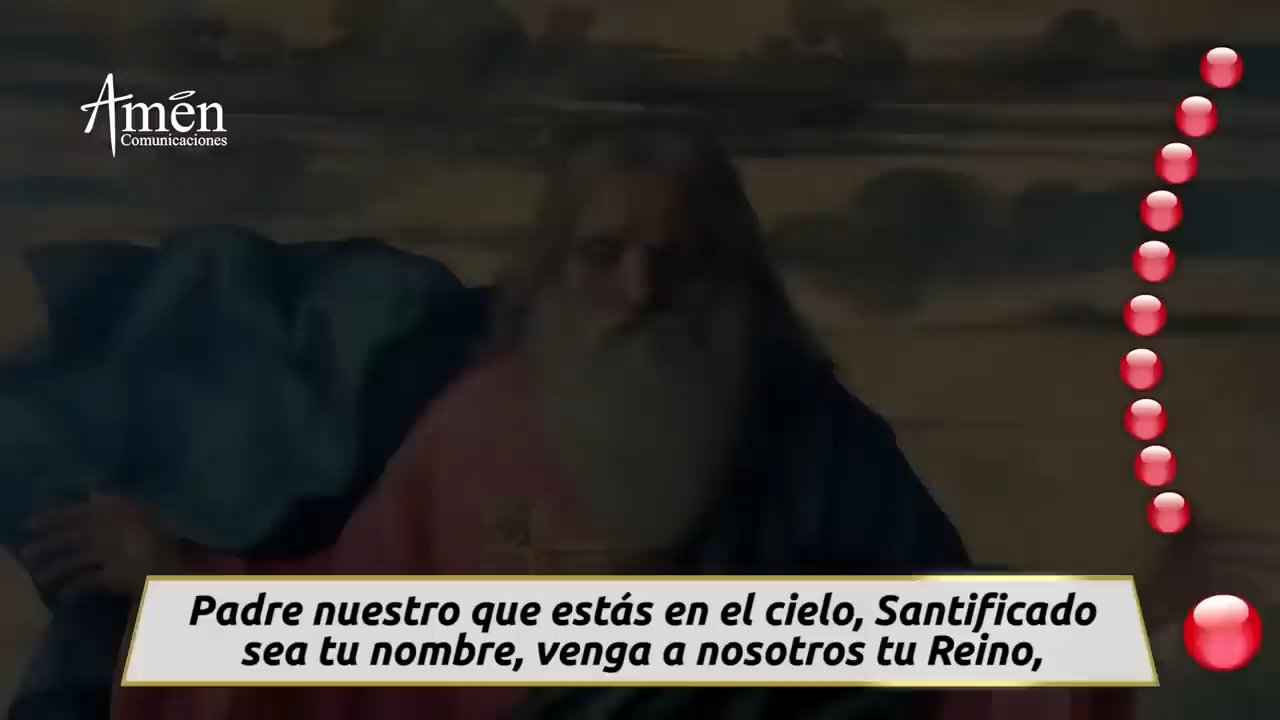 Amén
Comunicaciones
Padre nuestro que estás en el cielo, Santificado
sea tu nombre, venga a nosotros tu Reino,